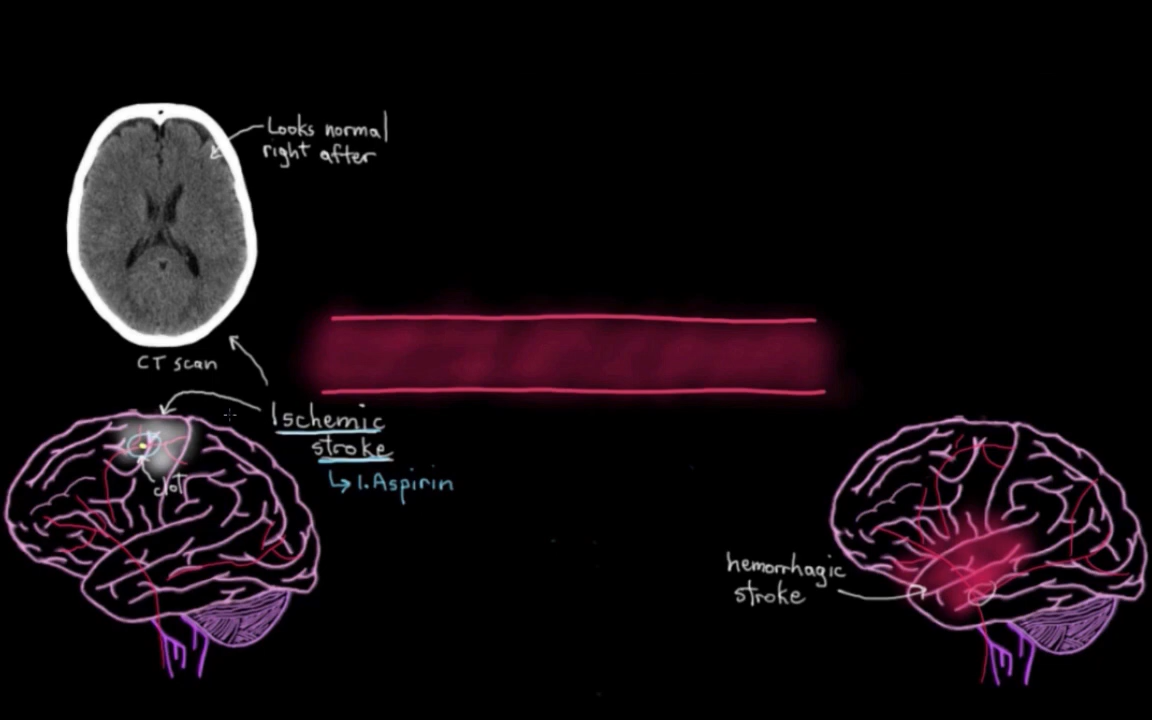 Looks normal
right after
CT scan
Ischemic
stroke
1. Aspirin
clot
hemorrhagic
stroke